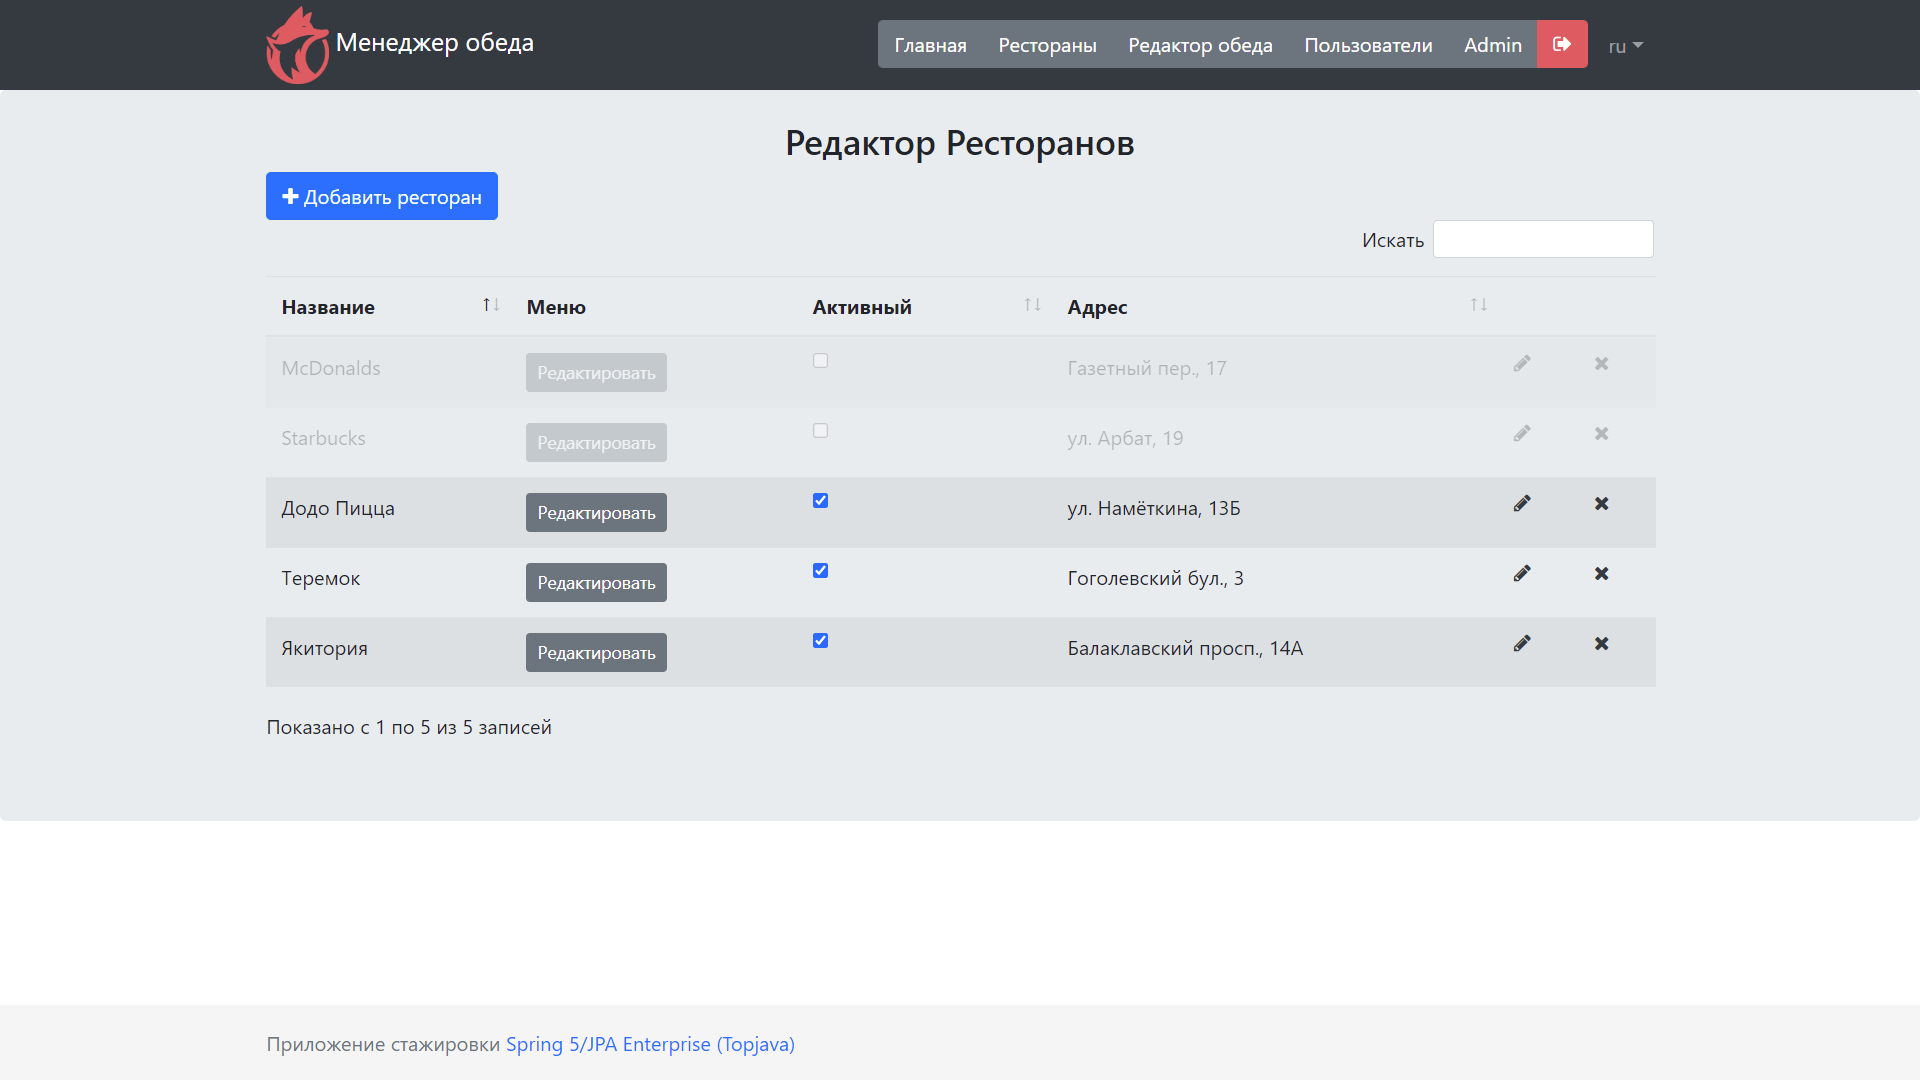 Менеджер обеда
Главная Рестораны Редактор обеда Пользователи Admin ru
Редактор Ресторанов
Добавить ресторан
Искать
Название Меню Активный Адрес
McDonalds Редактировать Газетный пер., 17
Starbucks Редактировать ул. Арбат, 19
Додо Пицца Редактировать ул. Намёткина, 13Б
Теремок Редактировать Гоголевский бул., 3
Якитория Редактировать Балаклавский просп., 14А
Показано с 1 по 5 из 5 записей
Приложение стажировки Spring 5/JPA Enterprise (Topjava)